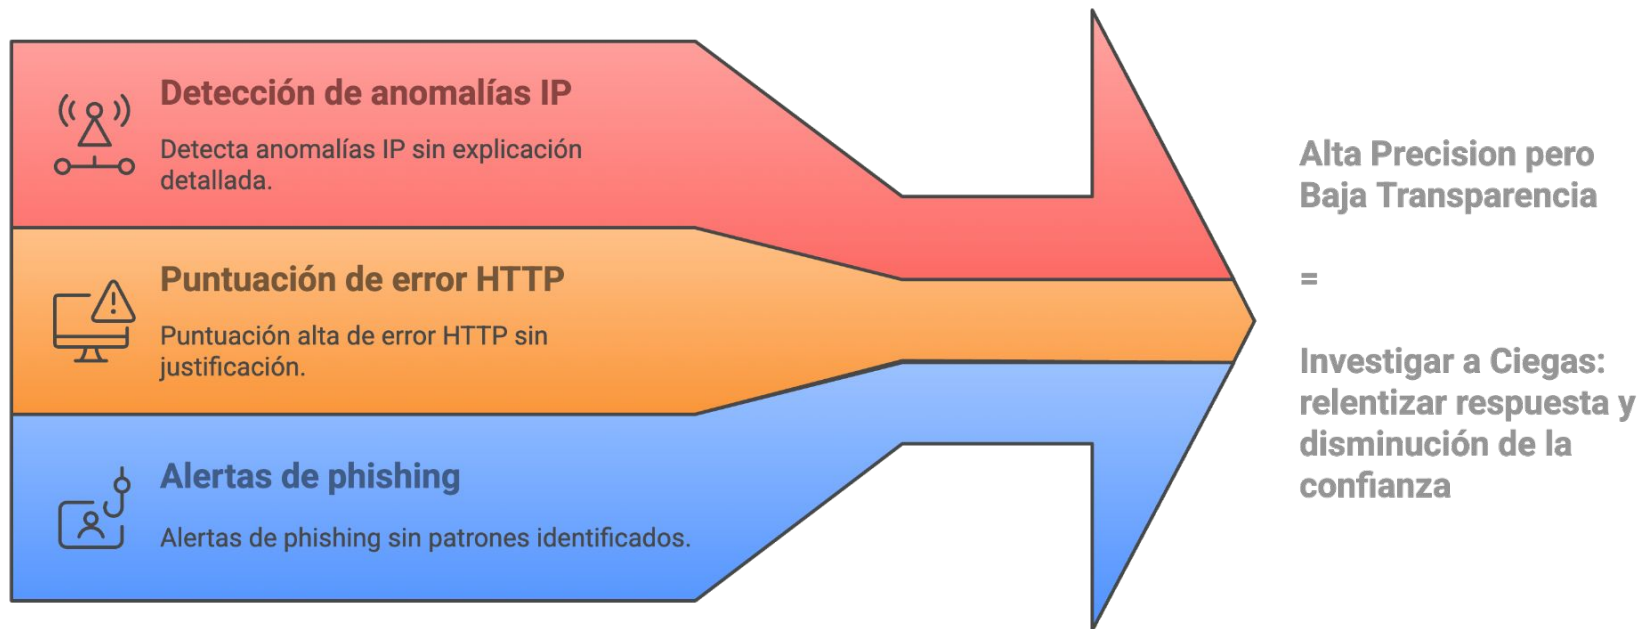 Detección de anomalías IP
Detecta anomalías IP sin explicación
detallada.
Puntuación de error HTTP
Puntuación alta de error HTTP sin
justificación.
Alertas de phishing
Alertas de phishing sin patrones identificados.
Alta Precision pero
Baja Transparencia
=
Investigar a Ciegas:
relentizar respuesta y
disminución de la
confianza